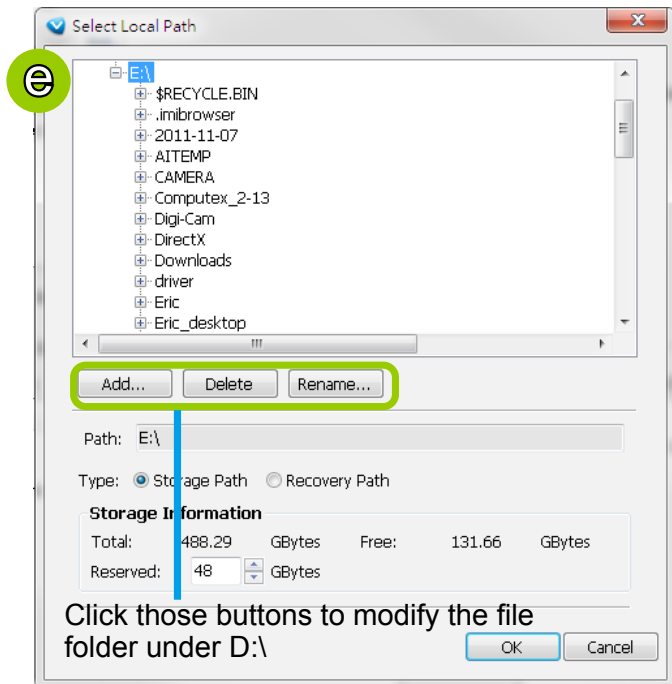 Select Local Path
e
E:\
$RECYCLE.BIN
.imibrowser
2011-11-07
AITEMP
CAMERA
Computex_2-13
Digi-Cam
DirectX
Downloads
driver
Eric
Eric_desktop
Add... Delete Rename...
Path: E:\
Type: Storage Path Recovery Path
Storage Information
Total: 488.29 GBytes Free: 131.66 GBytes
Reserved: 48 GBytes
Click those buttons to modify the file
folder under D:\
OK Cancel